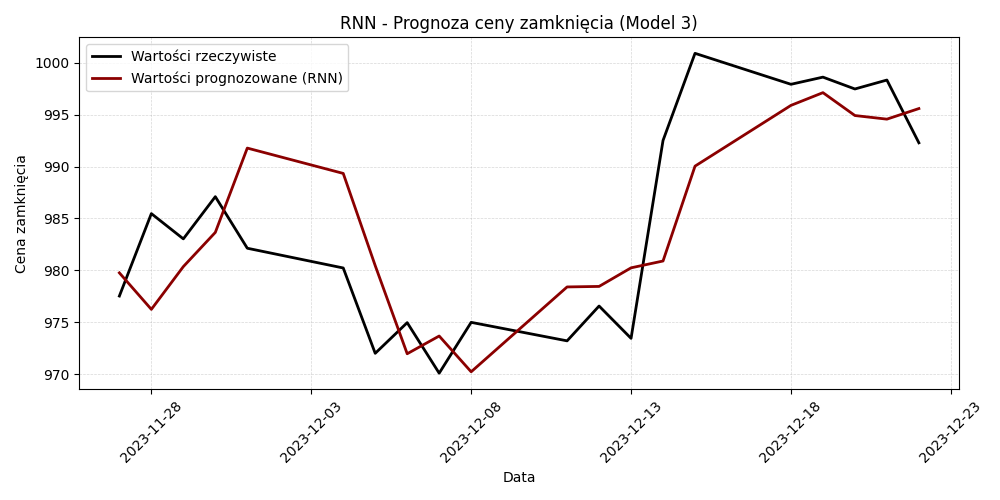 RNN - Prognoza ceny zamknięcia (Model 3)
Wartości rzeczywiste
Wartości prognozowane (RNN)
Cena zamknięcia
1000
995
990
985
980
975
970
2023-11-28
2023-12-03
2023-12-08
2023-12-13
2023-12-18
2023-12-23
Data